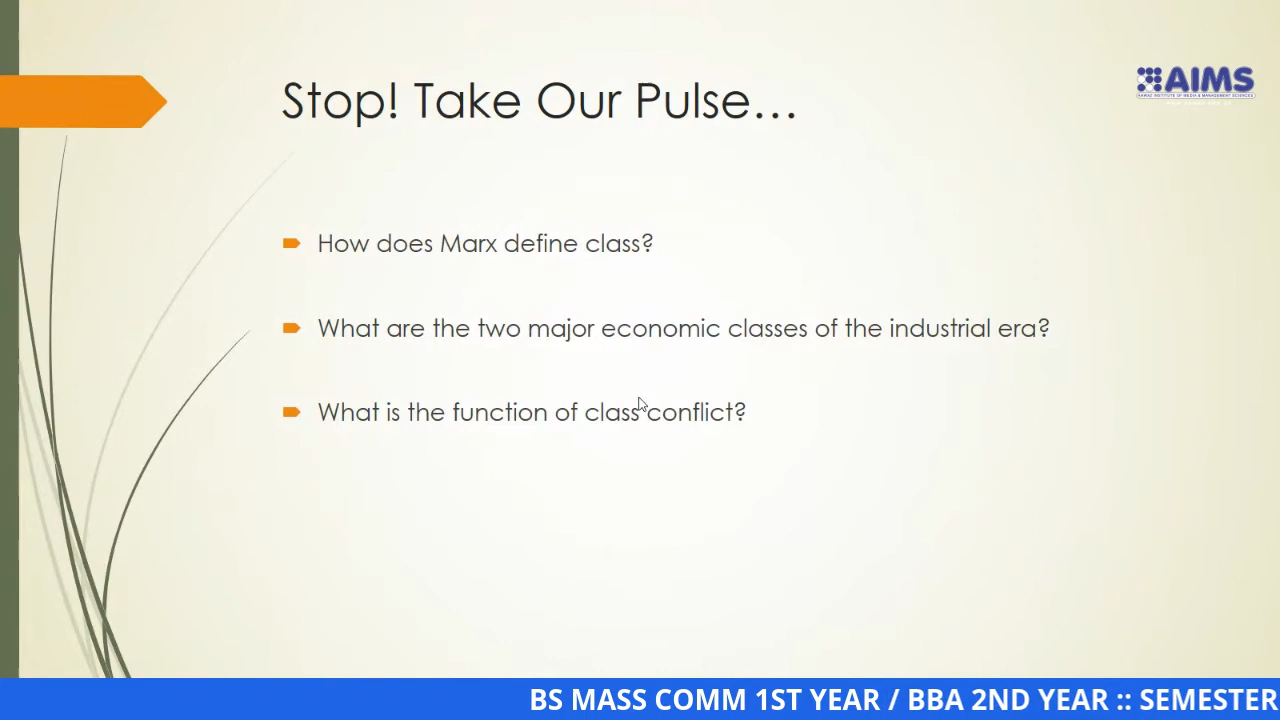 Stop! Take Our Pulse…
AIMS
How does Marx define class?
What are the two major economic classes of the industrial era?
What is the function of class conflict?
BS MASS COMM 1ST YEAR / BBA 2ND YEAR :: SEMESTER